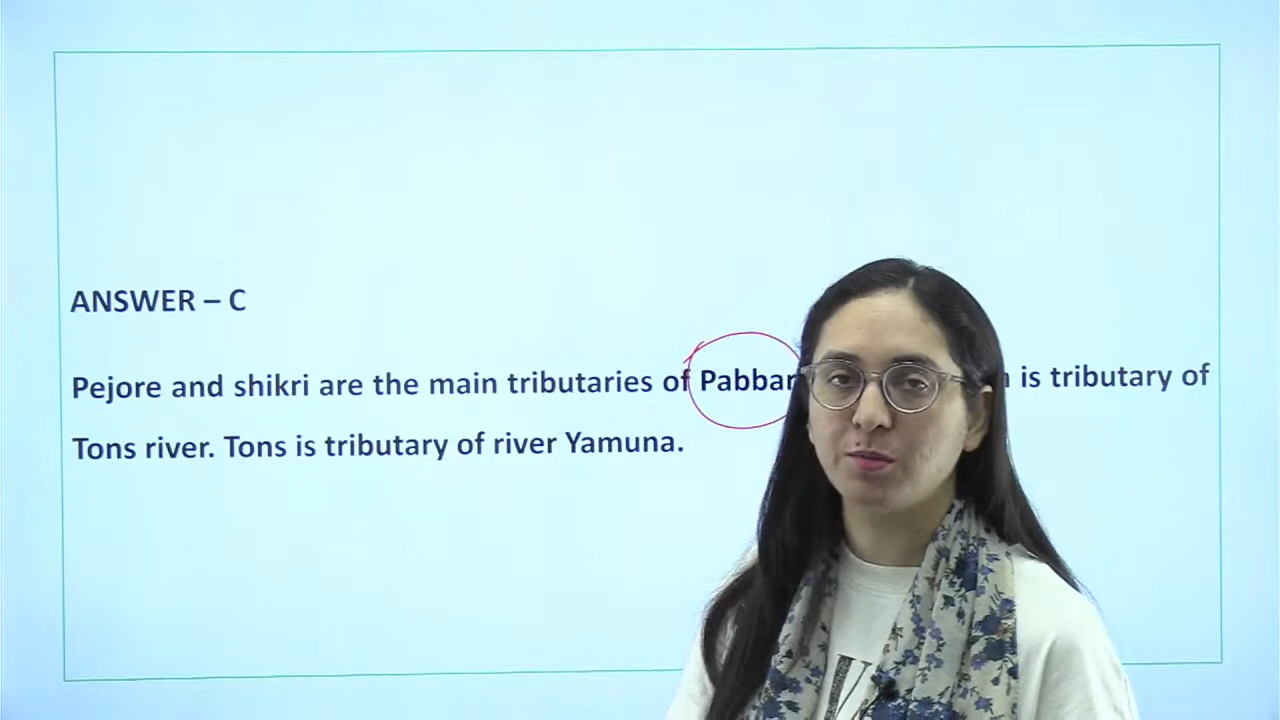 ANSWER – C
Pejore and shikri are the main tributaries of Pabbar is tributary of
Tons river. Tons is tributary of river Yamuna.